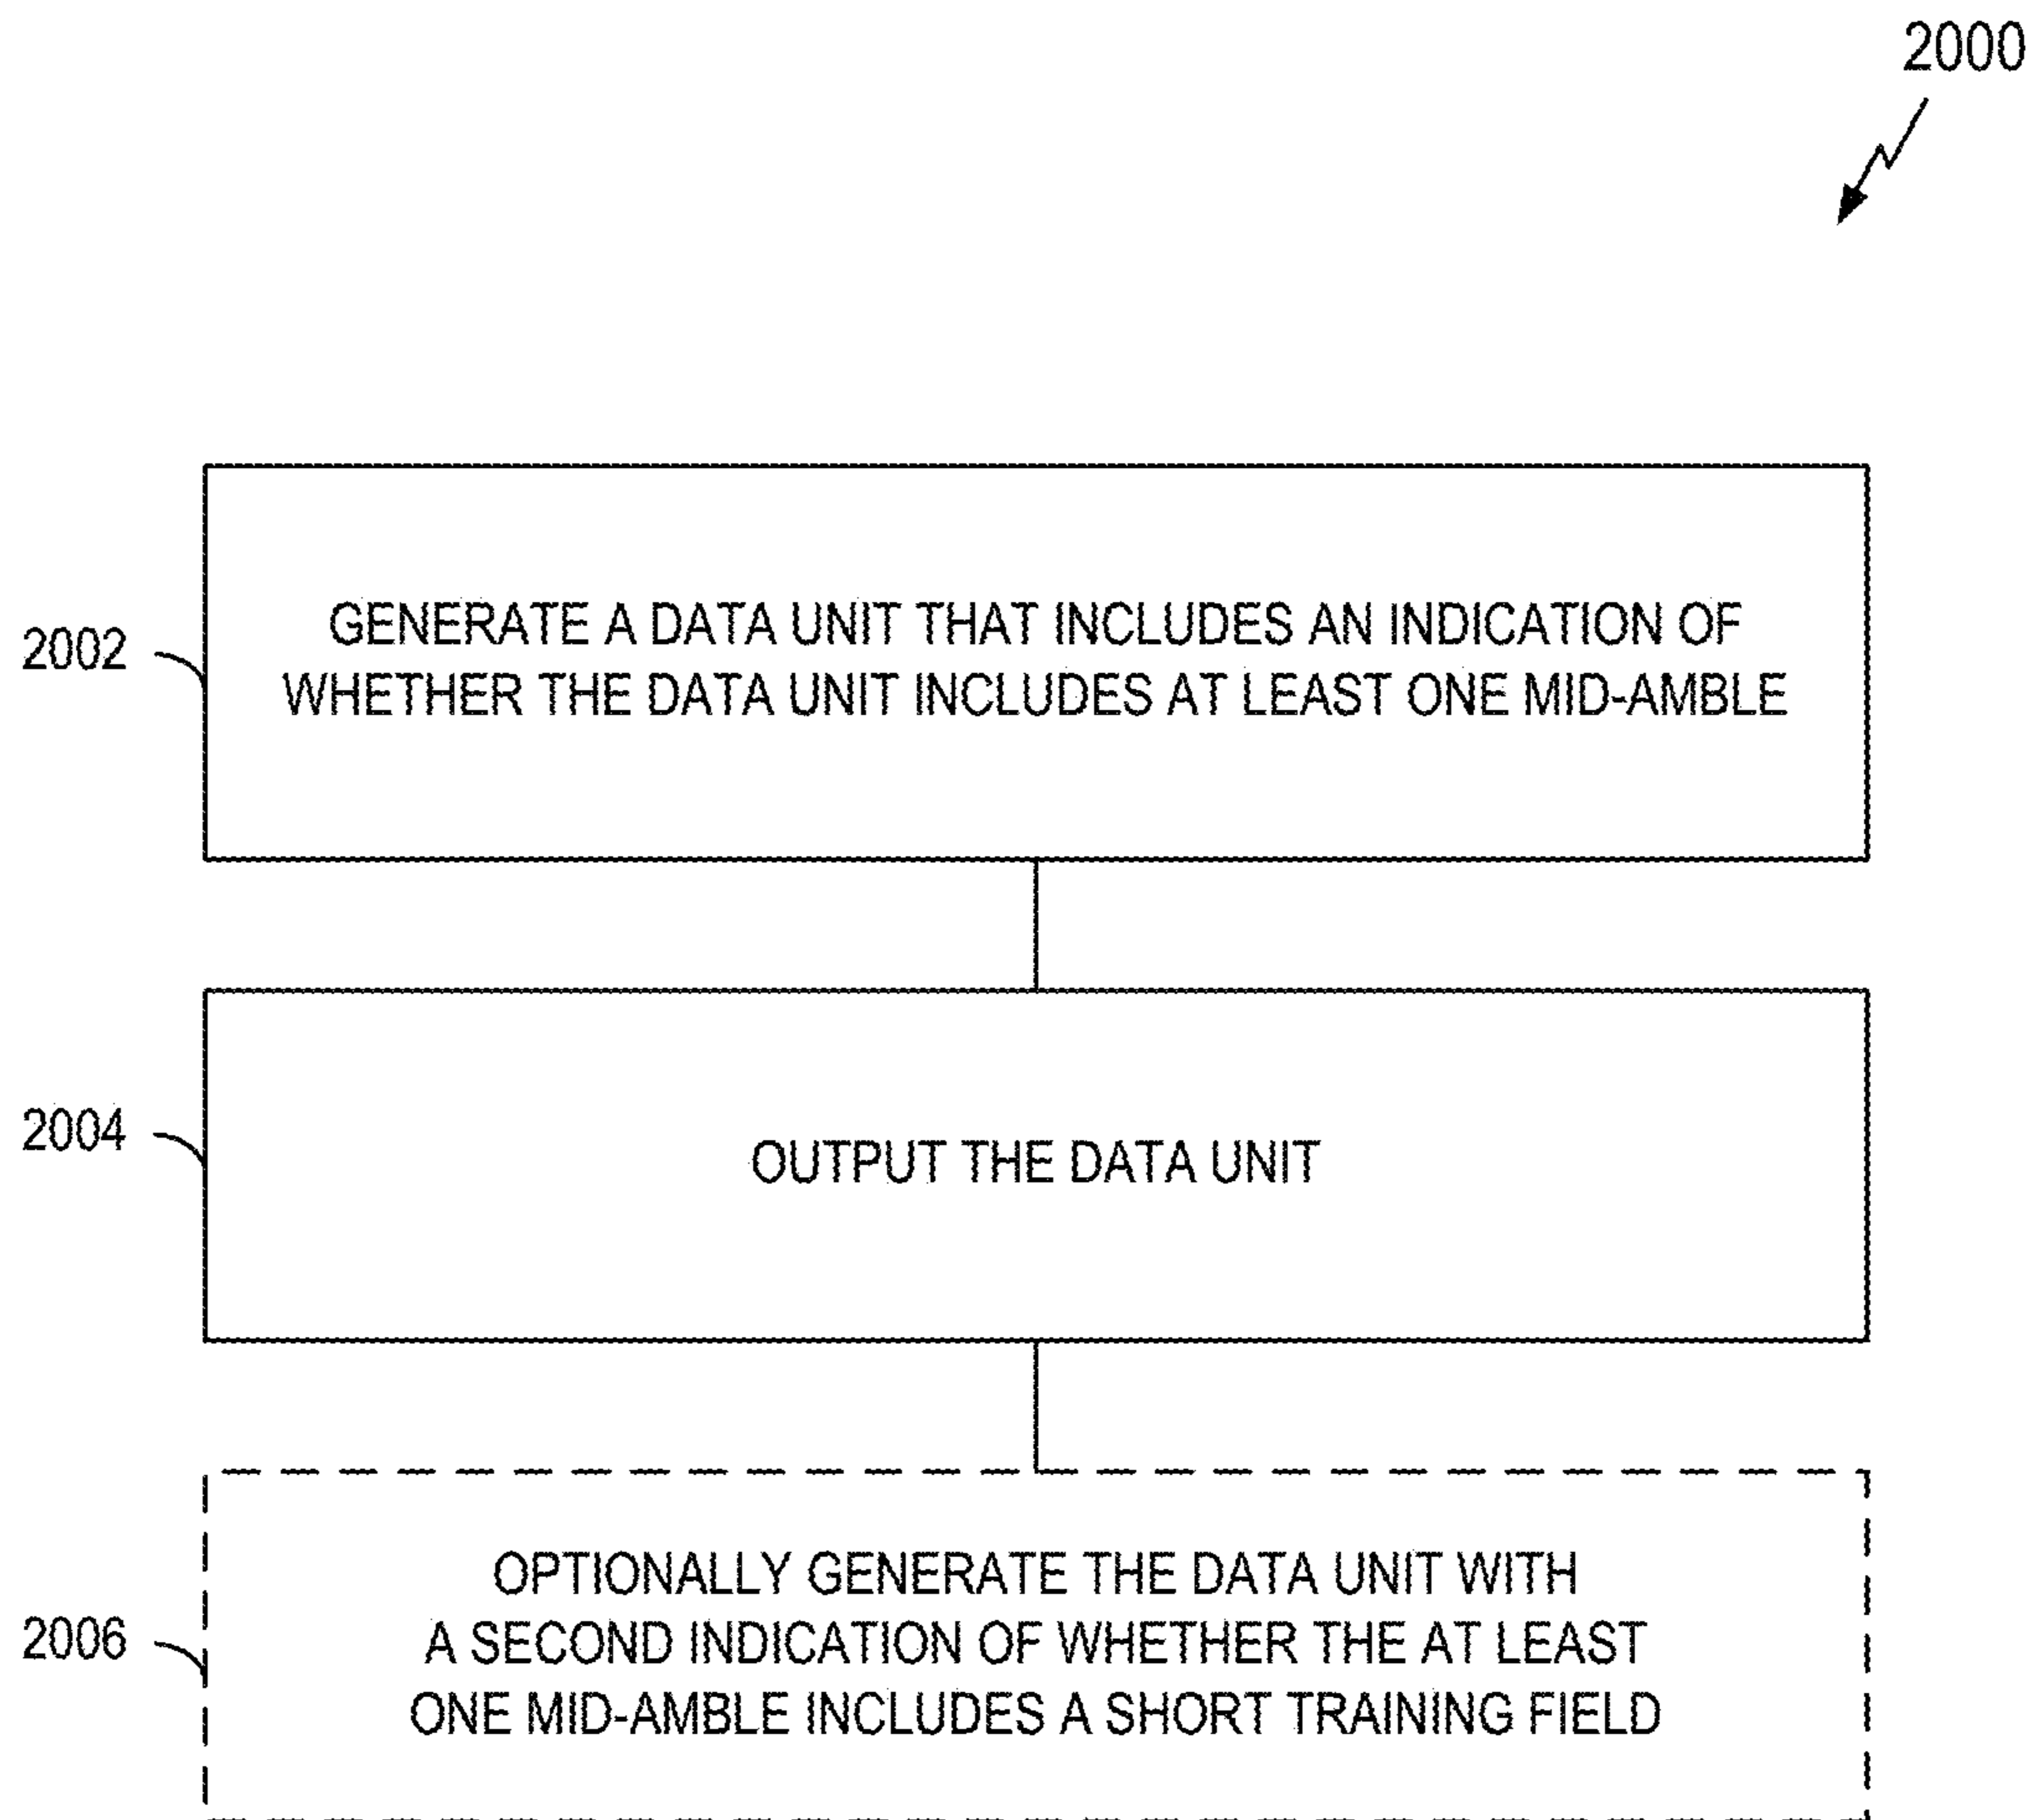 2000
2002
GENERATE A DATA UNIT THAT INCLUDES AN INDICATION OF
WHETHER THE DATA UNIT INCLUDES AT LEAST ONE MID-AMBLE
2004
OUTPUT THE DATA UNIT
2006
OPTIONALLY GENERATE THE DATA UNIT WITH
A SECOND INDICATION OF WHETHER THE AT LEAST
ONE MID-AMBLE INCLUDES A SHORT TRAINING FIELD